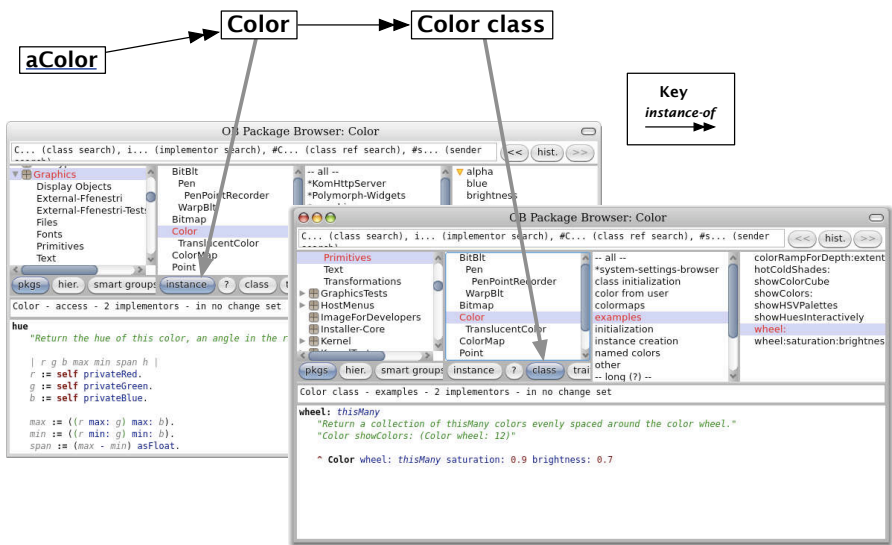 Color
Color class
aColor
Key
instance-of
OB Package Browser: Color
C... (class search), i... (implementor search), #C... (class ref search), #s... (sender
<<
hist.
>>
Graphics
Display Objects
External-Ffenestri
External-Ffenestri-Tests
Files
Fonts
Primitives
Text
BitBlt
Pen
PenPointRecorder
WarpBlt
Bitmap
Color
TranslucentColor
ColorMap
Point
-- all --
*KomHttpServer
*Polymorph-Widgets
alpha
blue
brightness
pkgs
hier.
smart groups
instance
?
class
Color - access - 2 implementors - in no change set
hue
"Return the hue of this color, an angle in the r
| r g b max min span h |
r := self privateRed.
g := self privateGreen.
b := self privateBlue.
max := ((r max: g) max: b).
min := ((r min: g) min: b).
span := (max - min) asFloat.
OB Package Browser: Color
C... (class search), i... (implementor search), #C... (class ref search), #s... (sender
<<
hist.
>>
Primitives
Text
Transformations
GraphicsTests
HostMenus
ImageForDevelopers
Installer-Core
Kernel
BitBlt
Pen
PenPointRecorder
WarpBlt
Bitmap
Color
TranslucentColor
ColorMap
Point
-- all --
*system-settings-browser
class initialization
color from user
colormaps
examples
initialization
instance creation
named colors
other
-- long (?) --
colorRampForDepth:extent
hotColdShades:
showColorCube
showColors:
showHSVPalettes
showHuesInteractively
wheel:
wheel:saturation:brightnes
pkgs
hier.
smart groups
instance
?
class
trai
Color class - examples - 2 implementors - in no change set
wheel: thisMany
"Return a collection of thisMany colors evenly spaced around the color wheel."
"Color showColors: (Color wheel: 12)"
^ Color wheel: thisMany saturation: 0.9 brightness: 0.7